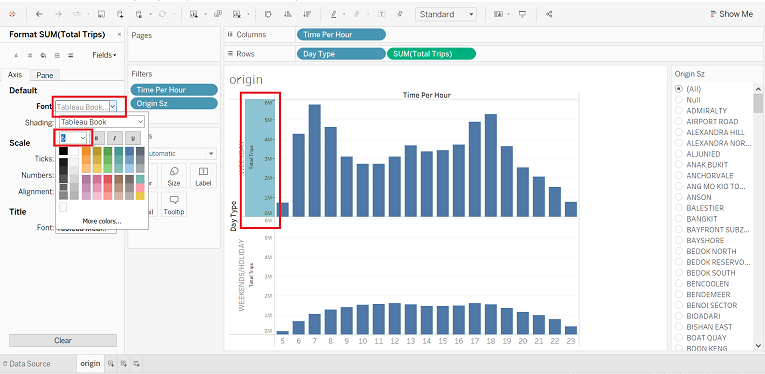 Standard
Show Me
Format SUM(Total Trips) ×
Fields
Axis Pane
Default
Font: Tableau Book...
Shading:
Tableau Book
6
B I U
Scale
Ticks:
Numbers:
Alignment:
More colors...
Title
Font:
Clear
Pages
Filters
Time Per Hour
Origin Sz
Automatic
Size Label
Tooltip
Columns Time Per Hour
Rows Day Type SUM(Total Trips)
origin
Time Per Hour
Day Type
WEEKDAY
Total Trips
6M
5M
4M
3M
2M
1M
0M
WEEKENDS/HOLIDAY
Total Trips
6M
5M
4M
3M
2M
1M
0M
5 6 7 8 9 10 11 12 13 14 15 16 17 18 19 20 21 22 23
Origin Sz
(All)
Null
ADMIRALTY
AIRPORT ROAD
ALEXANDRA HILL
ALEXANDRA NOR...
ALJUNIED
ANAK BUKIT
ANCHORVALE
ANG MO KIO TO...
ANSON
BALESTIER
BANGKIT
BAYFRONT SUBZ...
BAYSHORE
BEDOK NORTH
BEDOK RESERVO...
BEDOK SOUTH
BENCOOLEN
BENDEMEER
BENOI SECTOR
BIDADARI
BISHAN EAST
BOAT QUAY
BOON KENG
Data Source origin